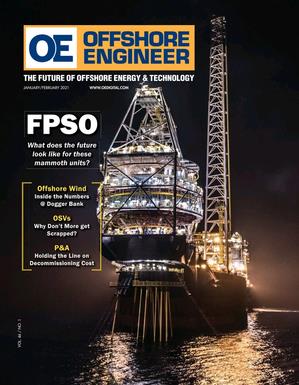 OE OFFSHORE
ENGINEER
THE FUTURE OF OFFSHORE ENERGY & TECHNOLOGY
JANUARY/FEBRUARY 2021
WWW.OEDIGITAL.COM
FPSO
What does the future
look like for these
mammoth units?
Offshore Wind
Inside the Numbers
@ Dogger Bank
OSVs
Why Don't More get
Scrapped?
P&A
Holding the Line on
Decommissioning Cost
VOL. 46 / NO. 1